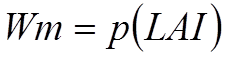 Wm = p(LAI)